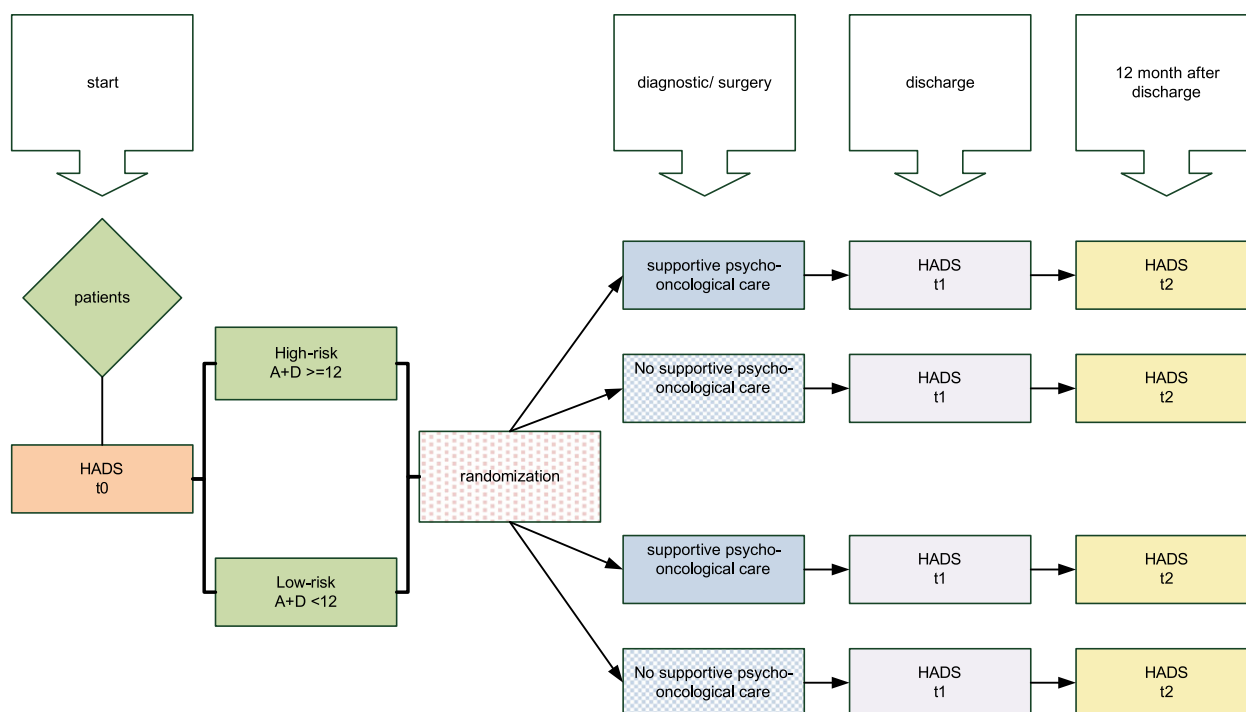 start
diagnostic/ surgery
discharge
12 month after
discharge
patients
supportive psycho-
oncological care
HADS
t1
HADS
t2
High-risk
A+D >=12
No supportive psycho-
oncological care
HADS
t1
HADS
t2
HADS
t0
randomization
Low-risk
A+D <12
supportive psycho-
oncological care
HADS
t1
HADS
t2
No supportive psycho-
oncological care
HADS
t1
HADS
t2